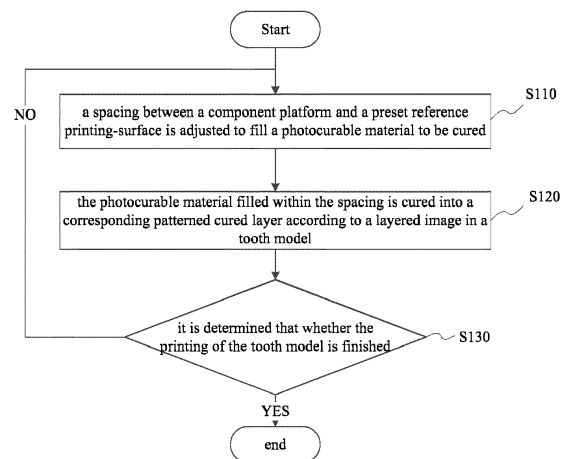 Start
NO
S110
a spacing between a component platform and a preset reference
printing-surface is adjusted to fill a photocurable material to be cured
S120
the photocurable material filled within the spacing is cured into a
corresponding patterned cured layer according to a layered image in a
tooth model
it is determined that whether the
printing of the tooth model is finished
S130
YES
end